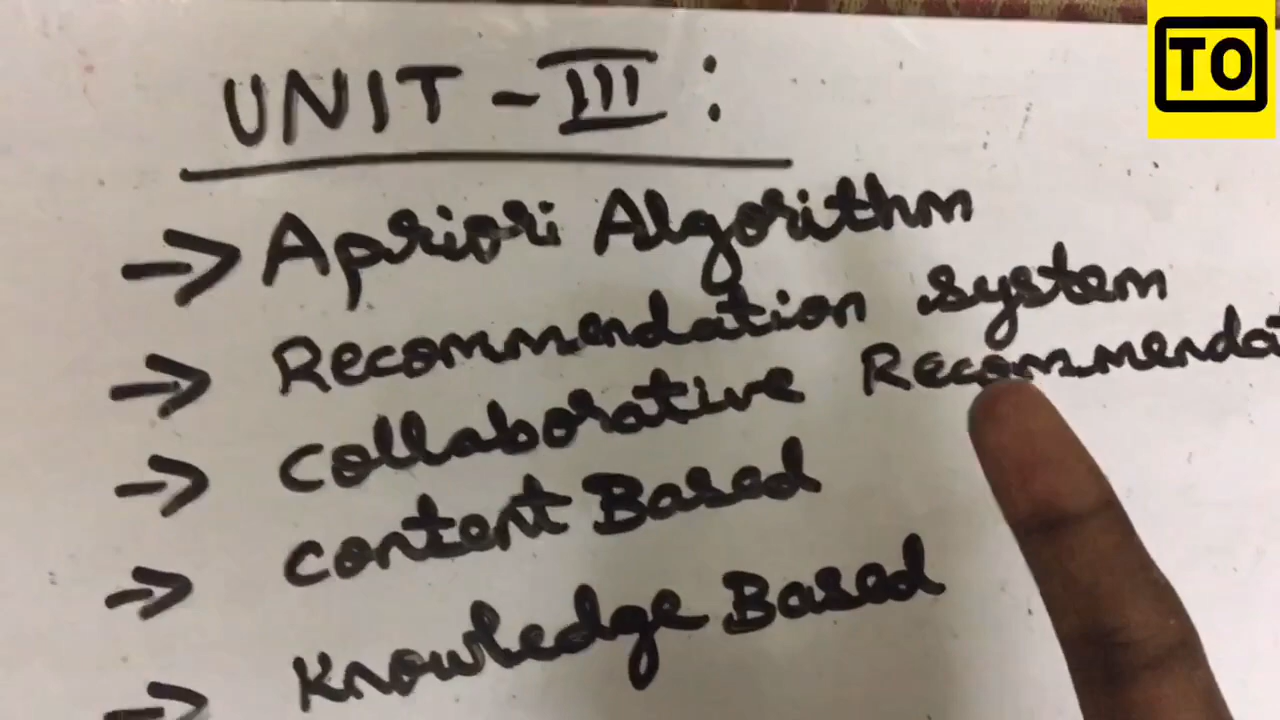 TO
UNIT - III :
→ Apriori Algorithm
→ Recommendation system
→ Collaborative Recommenda
→ content Based
→ Knowledge Based